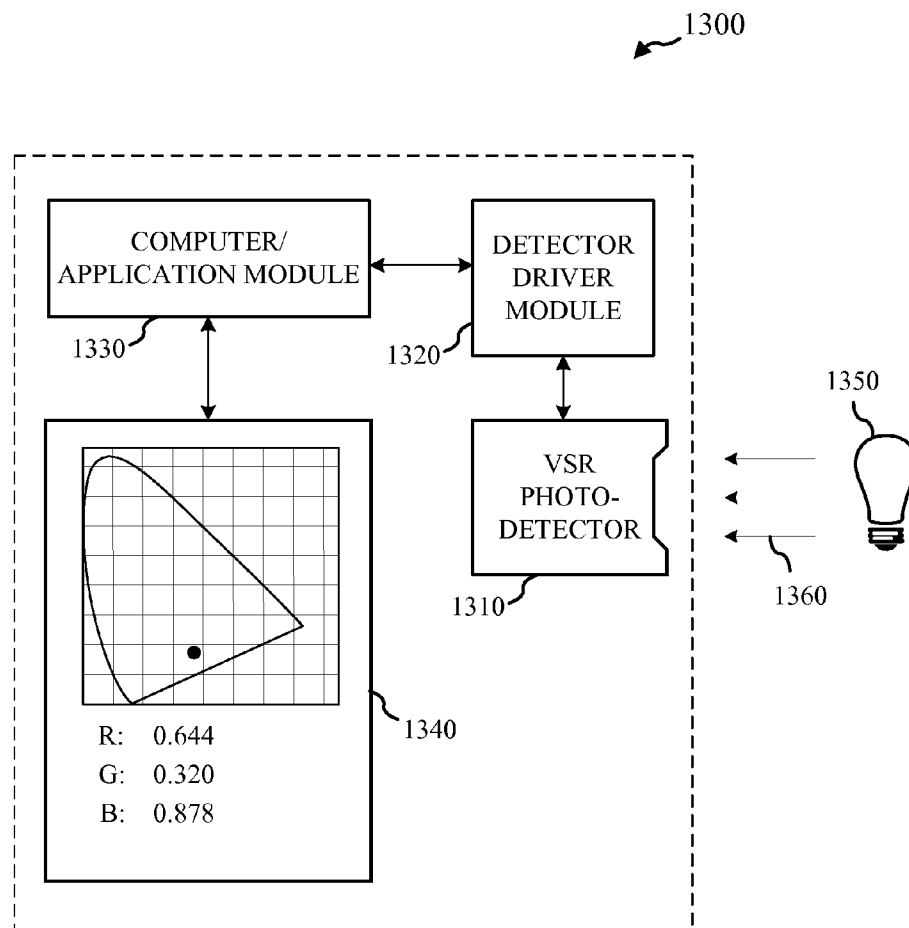 1300
COMPUTER/
APPLICATION MODULE
1330
DETECTOR
DRIVER
MODULE
1320
1350
VSR
PHOTO-
DETECTOR
1310
1360
1340
R: 0.644
G: 0.320
B: 0.878